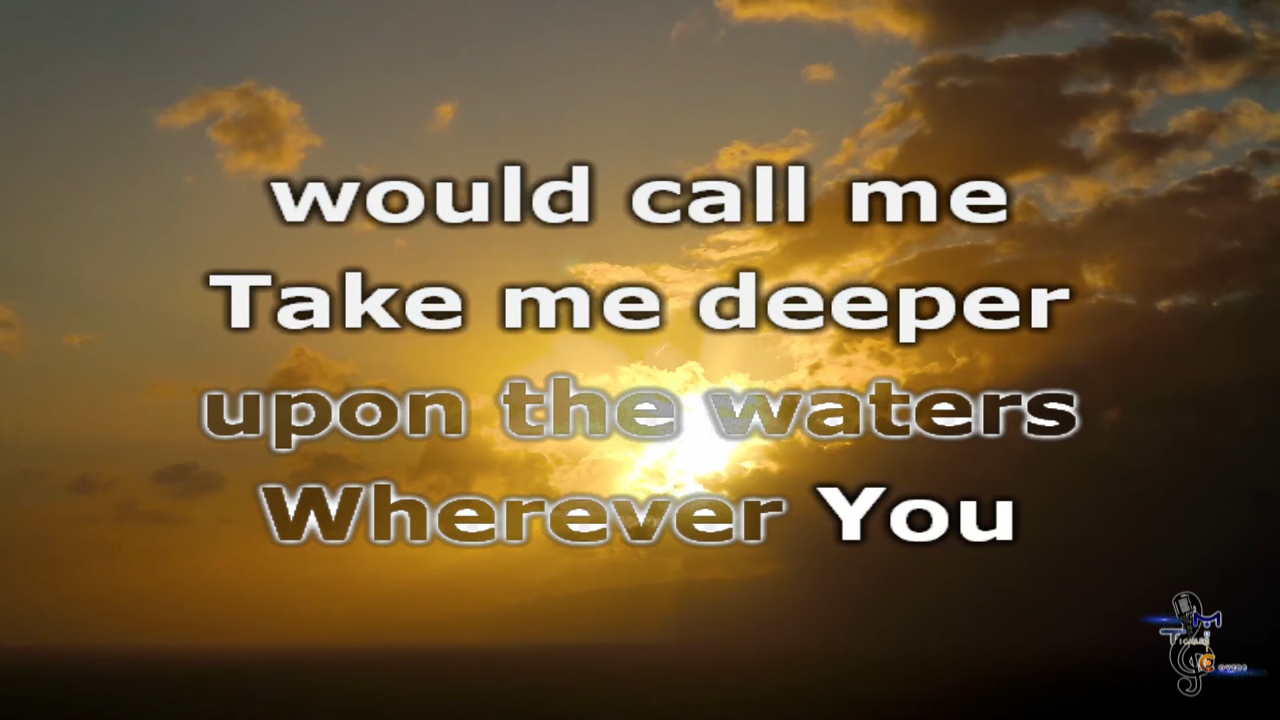 would call me
Take me deeper
upon the waters
Wherever You